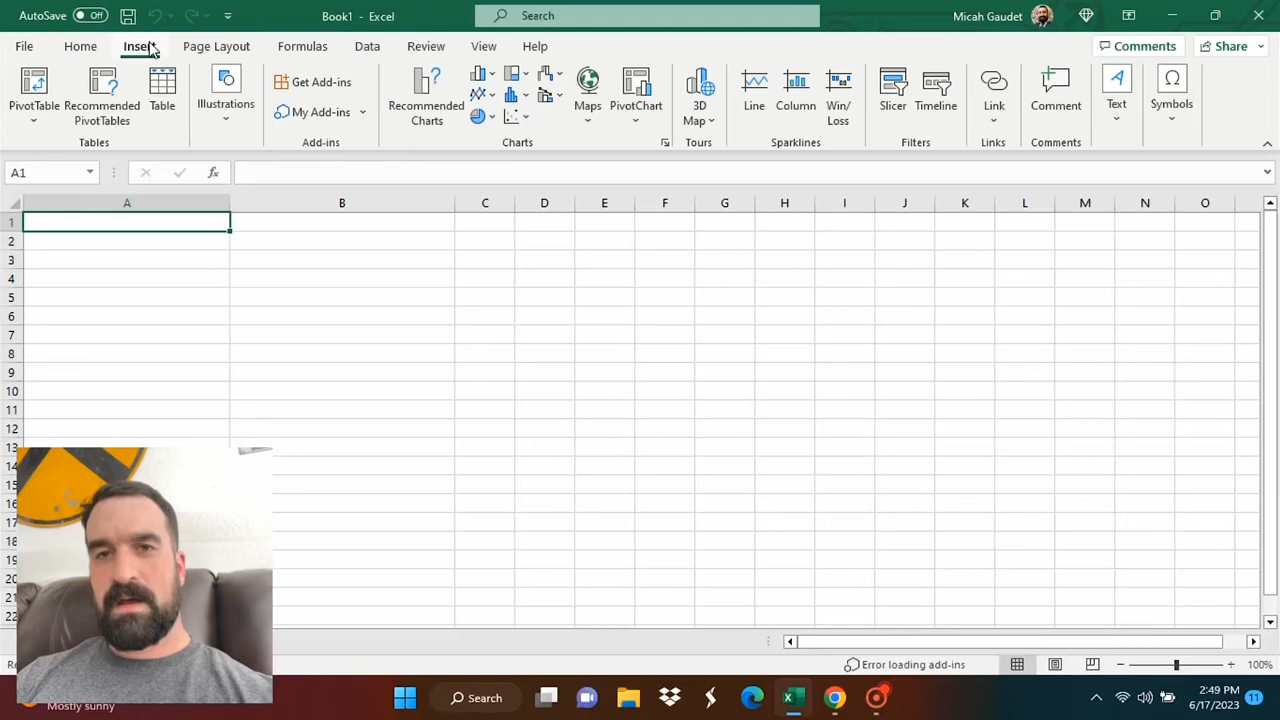 AutoSave Off Book1 - Excel Search Micah Gaudet
File Home Insert Page Layout Formulas Data Review View Help Comments Share
PivotTable Recommended PivotTables Table Illustrations Get Add-ins My Add-ins Recommended Charts Maps PivotChart 3D Map Line Column Win/Loss Slicer Timeline Link Comment Text Symbols
Tables Add-ins Charts Tours Sparklines Filters Links Comments
A1 fx
A B C D E F G H I J K L M N O
1
2
3
4
5
6
7
8
9
10
11
12
13
14
15
16
17
18
19
20
21
22
Error loading add-ins 100%
Search 2:49 PM
Mostly sunny 6/17/2023 11